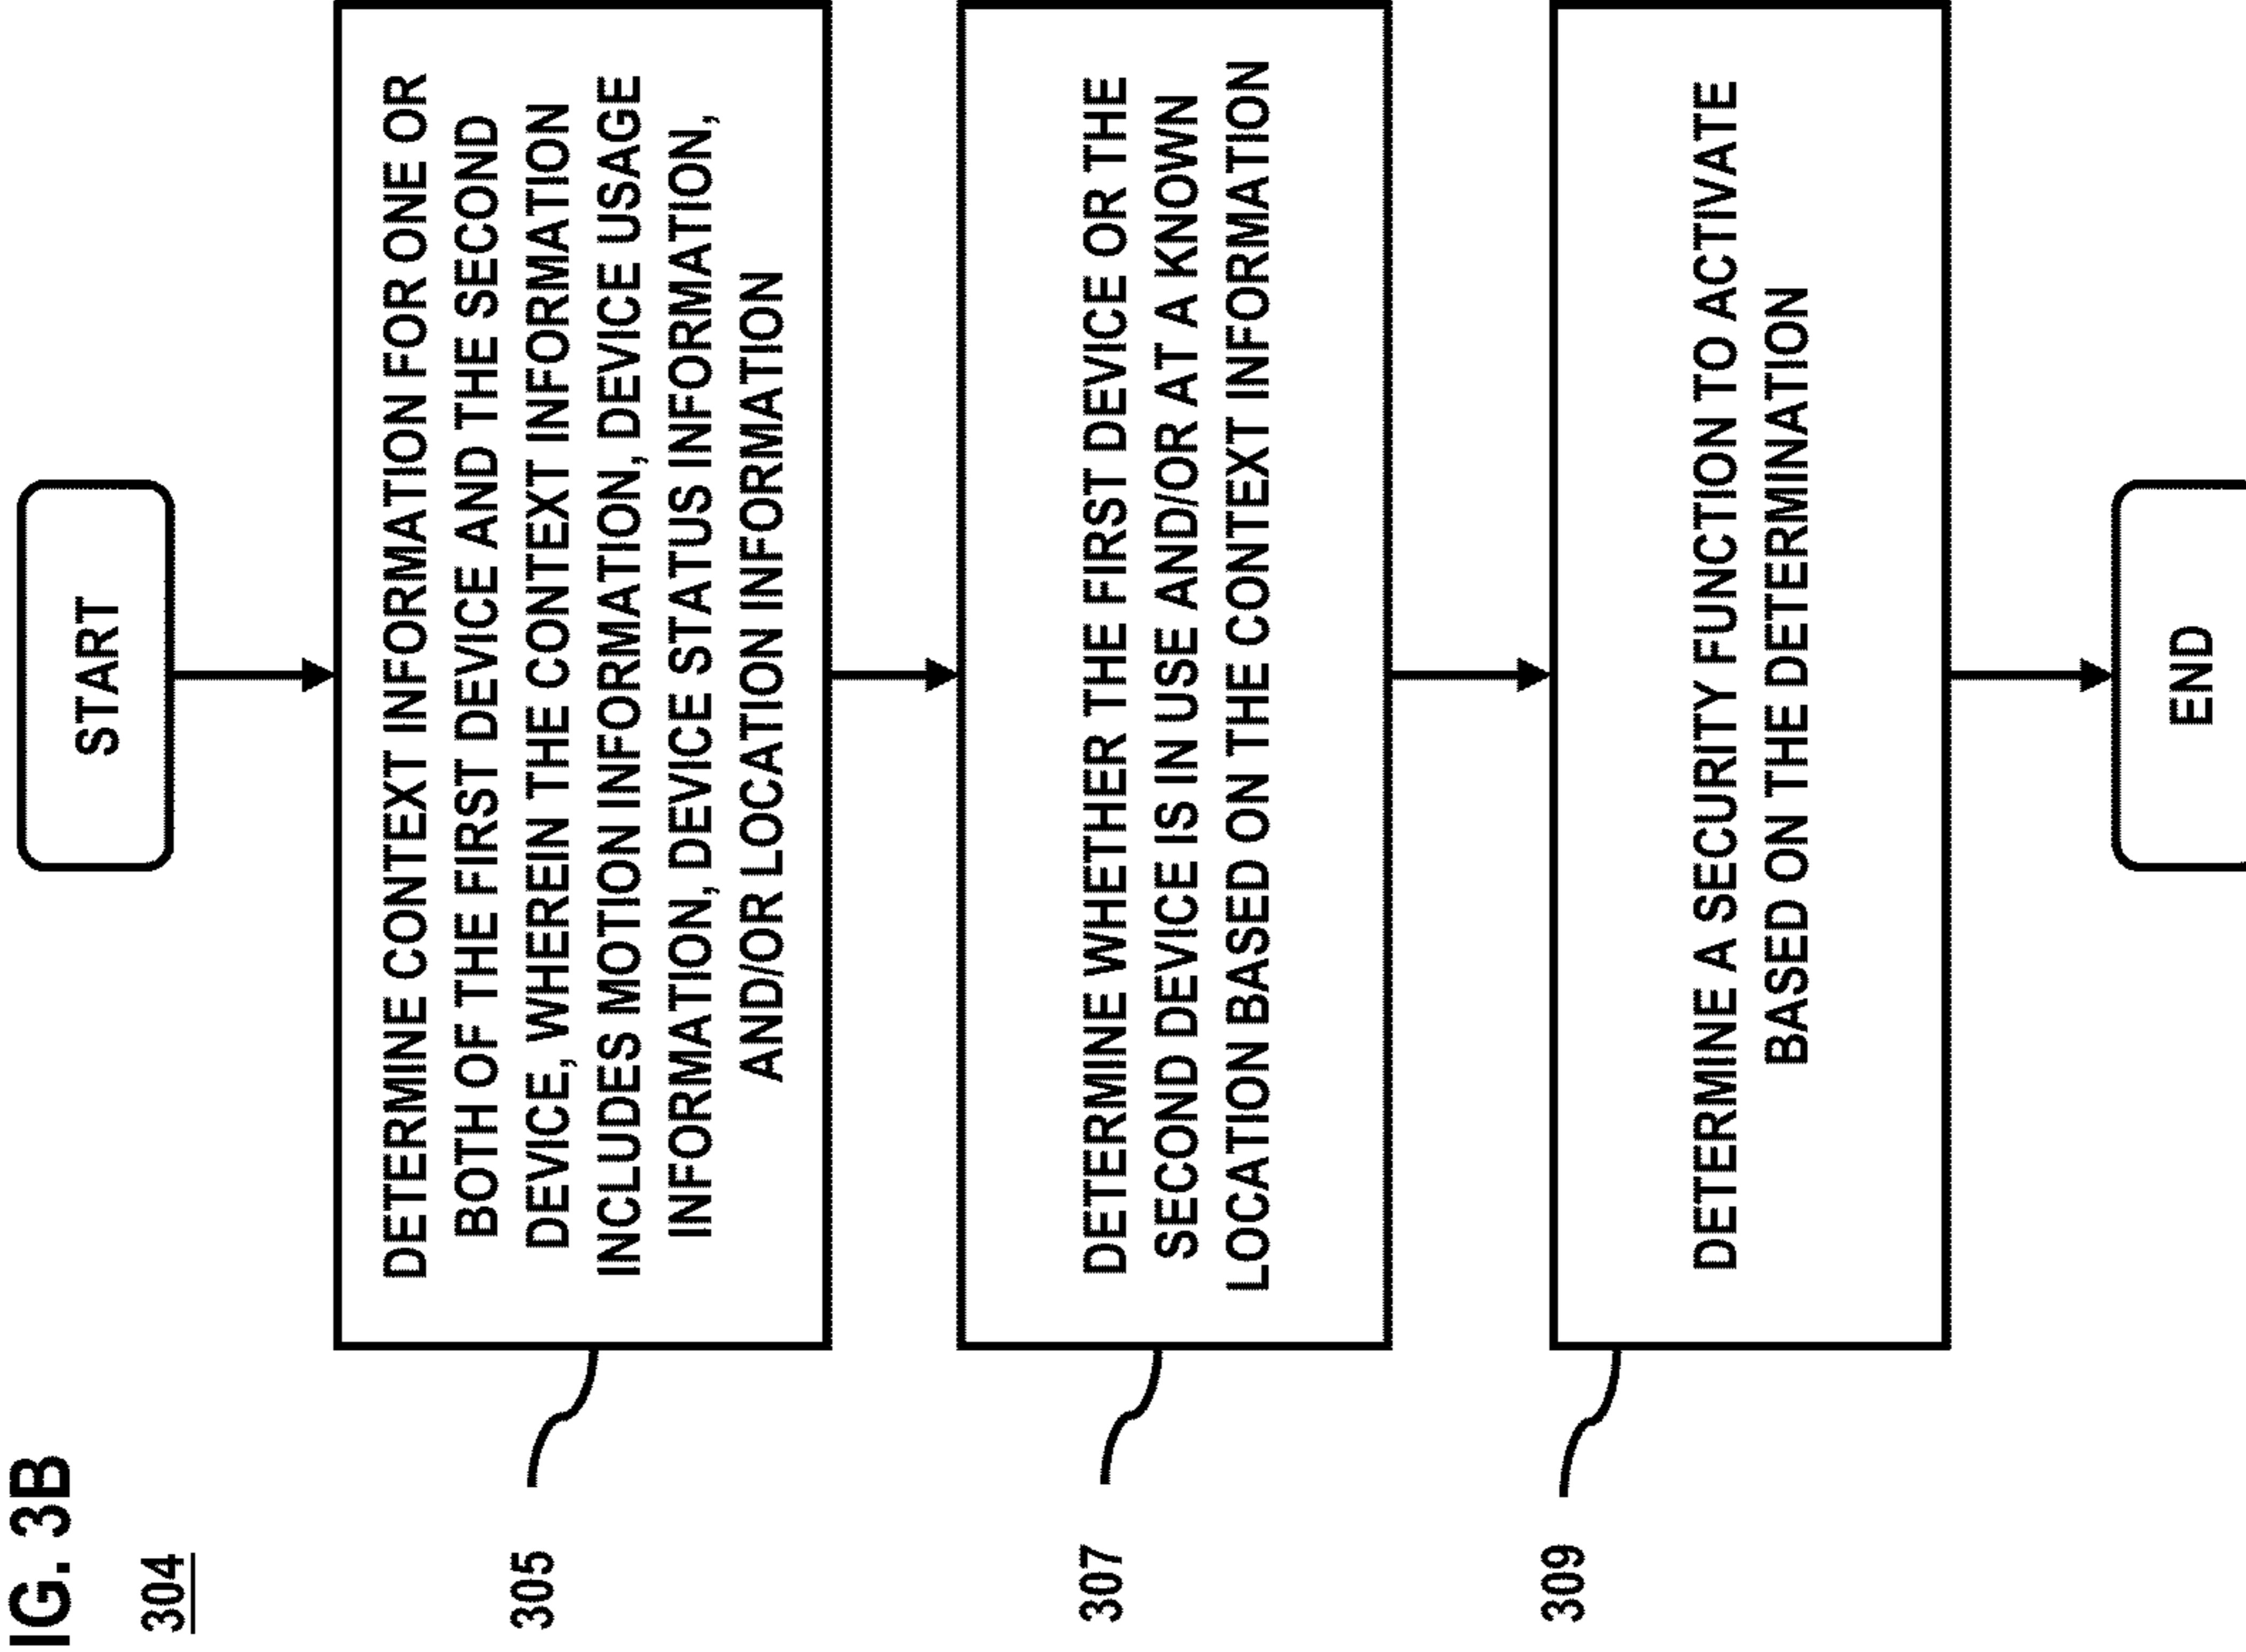 IG. 3B
304
START
305
DETERMINE CONTEXT INFORMATION FOR ONE OR
BOTH OF THE FIRST DEVICE AND THE SECOND
DEVICE, WHEREIN THE CONTEXT INFORMATION
INCLUDES MOTION INFORMATION, DEVICE USAGE
INFORMATION, DEVICE STATUS INFORMATION,
AND/OR LOCATION INFORMATION
307
DETERMINE WHETHER THE FIRST DEVICE OR THE
SECOND DEVICE IS IN USE AND/OR AT A KNOWN
LOCATION BASED ON THE CONTEXT INFORMATION
309
DETERMINE A SECURITY FUNCTION TO ACTIVATE
BASED ON THE DETERMINATION
END